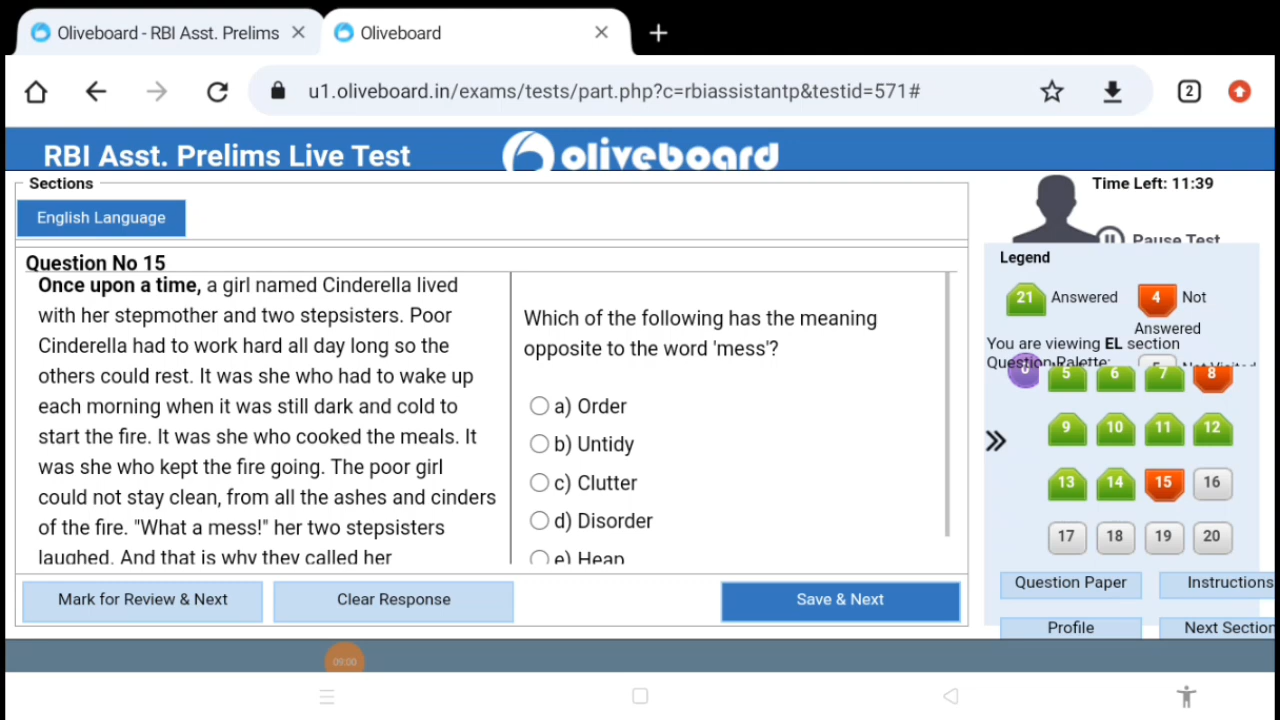 Oliveboard - RBI Asst. Prelims
Oliveboard
u1.oliveboard.in/exams/tests/part.php?c=rbiassistantp&testid=571#
2
RBI Asst. Prelims Live Test
oliveboard
Sections
English Language
Time Left: 11:39
Pause Test
Question No 15
Once upon a time, a girl named Cinderella lived
with her stepmother and two stepsisters. Poor
Cinderella had to work hard all day long so the
others could rest. It was she who had to wake up
each morning when it was still dark and cold to
start the fire. It was she who cooked the meals. It
was she who kept the fire going. The poor girl
could not stay clean, from all the ashes and cinders
of the fire. "What a mess!" her two stepsisters
laughed. And that is why they called her
Which of the following has the meaning
opposite to the word 'mess'?
a) Order
b) Untidy
c) Clutter
d) Disorder
e) Heap
Legend
21 Answered
4 Not
Answered
You are viewing EL section
Question Palette:
5 Not Visited
0
5 6 7 8
9 10 11 12
13 14 15 16
17 18 19 20
Mark for Review & Next
Clear Response
Save & Next
Question Paper
Instructions
Profile
Next Section
09:00